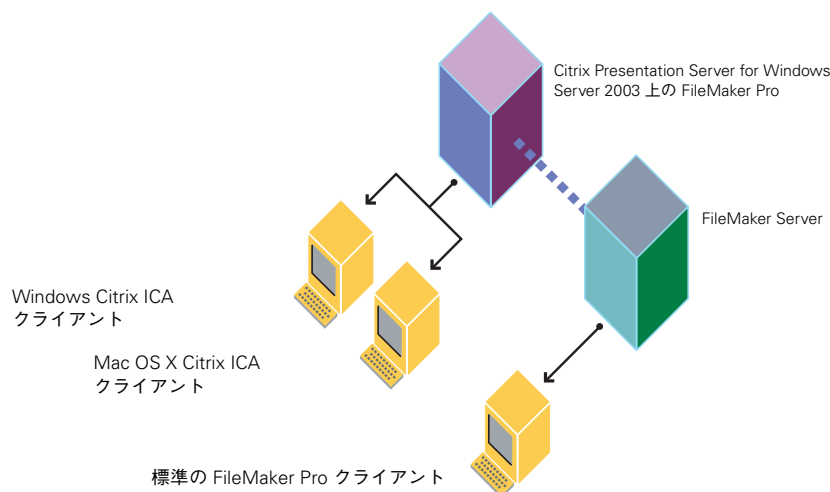 Citrix Presentation Server for Windows
Server 2003 上の FileMaker Pro
FileMaker Server
Windows Citrix ICA
クライアント
Mac OS X Citrix ICA
クライアント
標準の FileMaker Pro クライアント